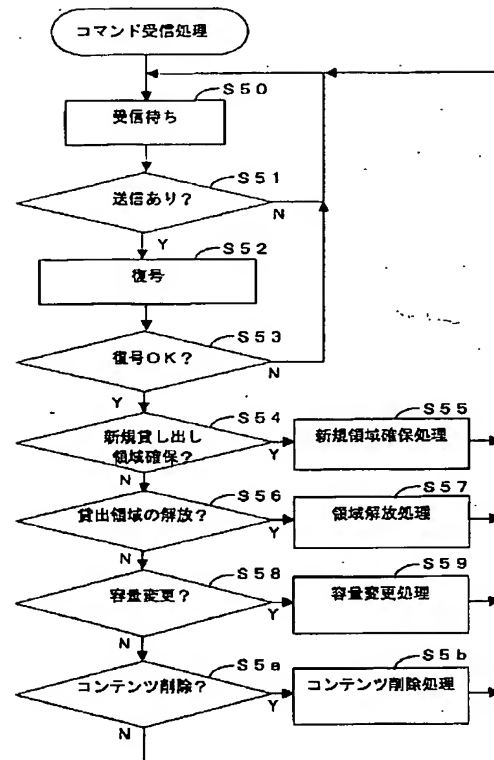 コマンド受信処理
S50
受信待ち
S51
送信あり?
N
Y
S52
復号
S53
復号OK?
N
Y
S54
新規貸し出し
領域確保?
Y
S55
新規領域確保処理
N
S56
貸出領域の解放?
Y
S57
領域解放処理
N
S58
容量変更?
Y
S59
容量変更処理
N
S5a
コンテンツ削除?
Y
S5b
コンテンツ削除処理
N